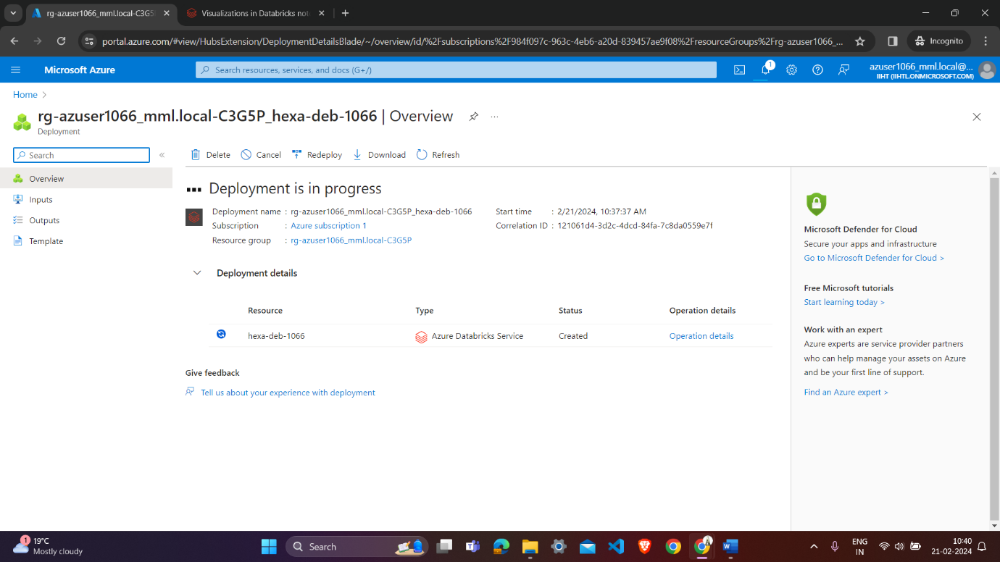 rg-azuser1066_mml.local-C3G5
Visualizations in Databricks not
portal.azure.com/#view/HubsExtension/DeploymentDetailsBlade/~/overview/id/%2Fsubscriptions%2F984f097c-963c-4eb6-a20d-839457ae9f08%2FresourceGroups%2Frg-azuser1066_...
Incognito
Microsoft Azure
Search resources, services, and docs (G+/)
1
azuser1066_mml.local@...
IIHT (IIHTL.ONMICROSOFT.COM)
Home
rg-azuser1066_mml.local-C3G5P_hexa-deb-1066 | Overview
Deployment
Search
Delete
Cancel
Redeploy
Download
Refresh
Overview
Inputs
Outputs
Template
Deployment is in progress
Deployment name : rg-azuser1066_mml.local-C3G5P_hexa-deb-1066
Subscription : Azure subscription 1
Resource group : rg-azuser1066_mml.local-C3G5P
Start time : 2/21/2024, 10:37:37 AM
Correlation ID : 121061d4-3d2c-4dcd-84fa-7c8da0559e7f
Deployment details
Resource Type Status Operation details
hexa-deb-1066 Azure Databricks Service Created Operation details
Give feedback
Tell us about your experience with deployment
Microsoft Defender for Cloud
Secure your apps and infrastructure
Go to Microsoft Defender for Cloud >
Free Microsoft tutorials
Start learning today >
Work with an expert
Azure experts are service provider partners
who can help manage your assets on Azure
and be your first line of support.
Find an Azure expert >
1
19°C
Mostly cloudy
Search
ENG
IN
10:40
21-02-2024